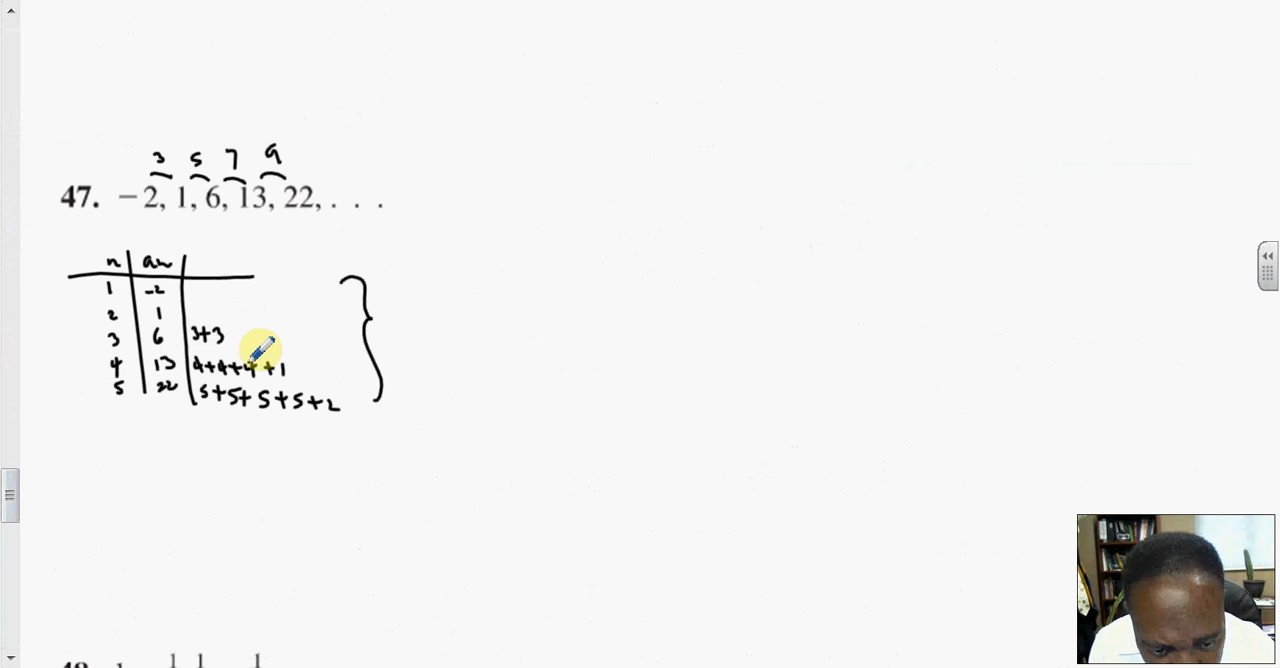 3 5 7 9
47. −2, 1, 6, 13, 22, . . .
n an
1 -2
2 1
3 6 3+3
4 13 4+4+4+1
5 22 5+5+5+5+2